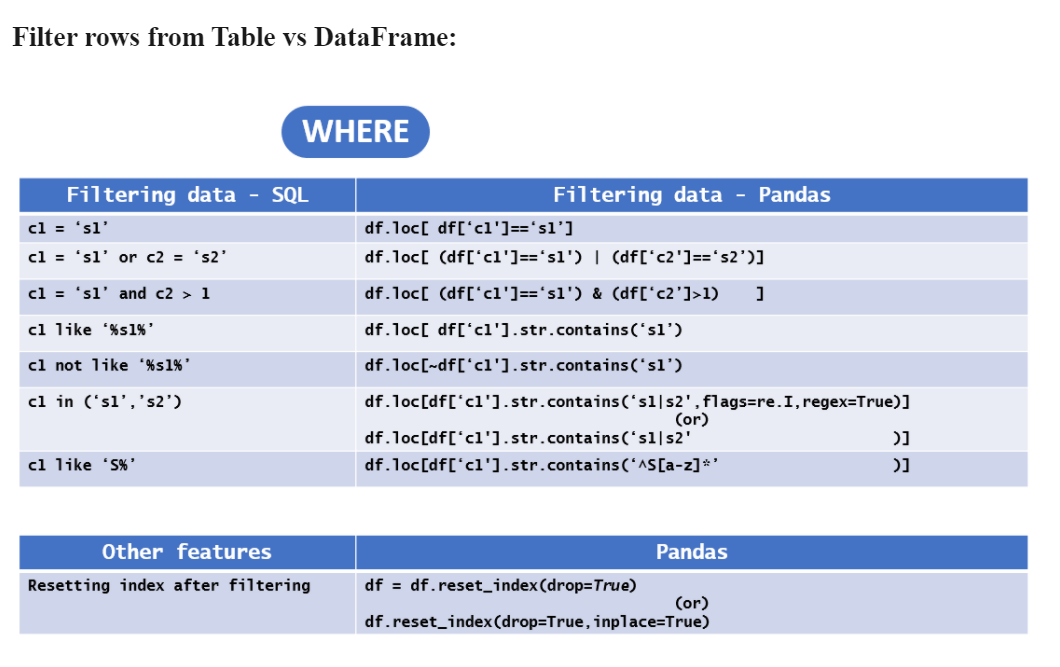 Filter rows from Table vs DataFrame:
WHERE
Filtering data - SQL
Filtering data - Pandas
c1 = ‘s1’
df.loc[ df[‘c1']==‘s1’]
c1 = ‘s1’ or c2 = ‘s2’
df.loc[ (df[‘c1']==‘s1') | (df[‘c2']==‘s2’)]
c1 = ‘s1’ and c2 > 1
df.loc[ (df[‘c1']==‘s1') & (df[‘c2’]>1)    ]
c1 like ‘%s1%’
df.loc[ df[‘c1'].str.contains(‘s1’)
c1 not like ‘%s1%’
df.loc[~df[‘c1'].str.contains(‘s1’)
c1 in (‘s1’,’s2’)
df.loc[df[‘c1'].str.contains(‘s1|s2',flags=re.I,regex=True)]
(or)
df.loc[df[‘c1'].str.contains(‘s1|s2'                      )]
c1 like ‘S%’
df.loc[df[‘c1'].str.contains(‘^S[a-z]*’                   )]
Other features
Pandas
Resetting index after filtering
df = df.reset_index(drop=True)
(or)
df.reset_index(drop=True,inplace=True)